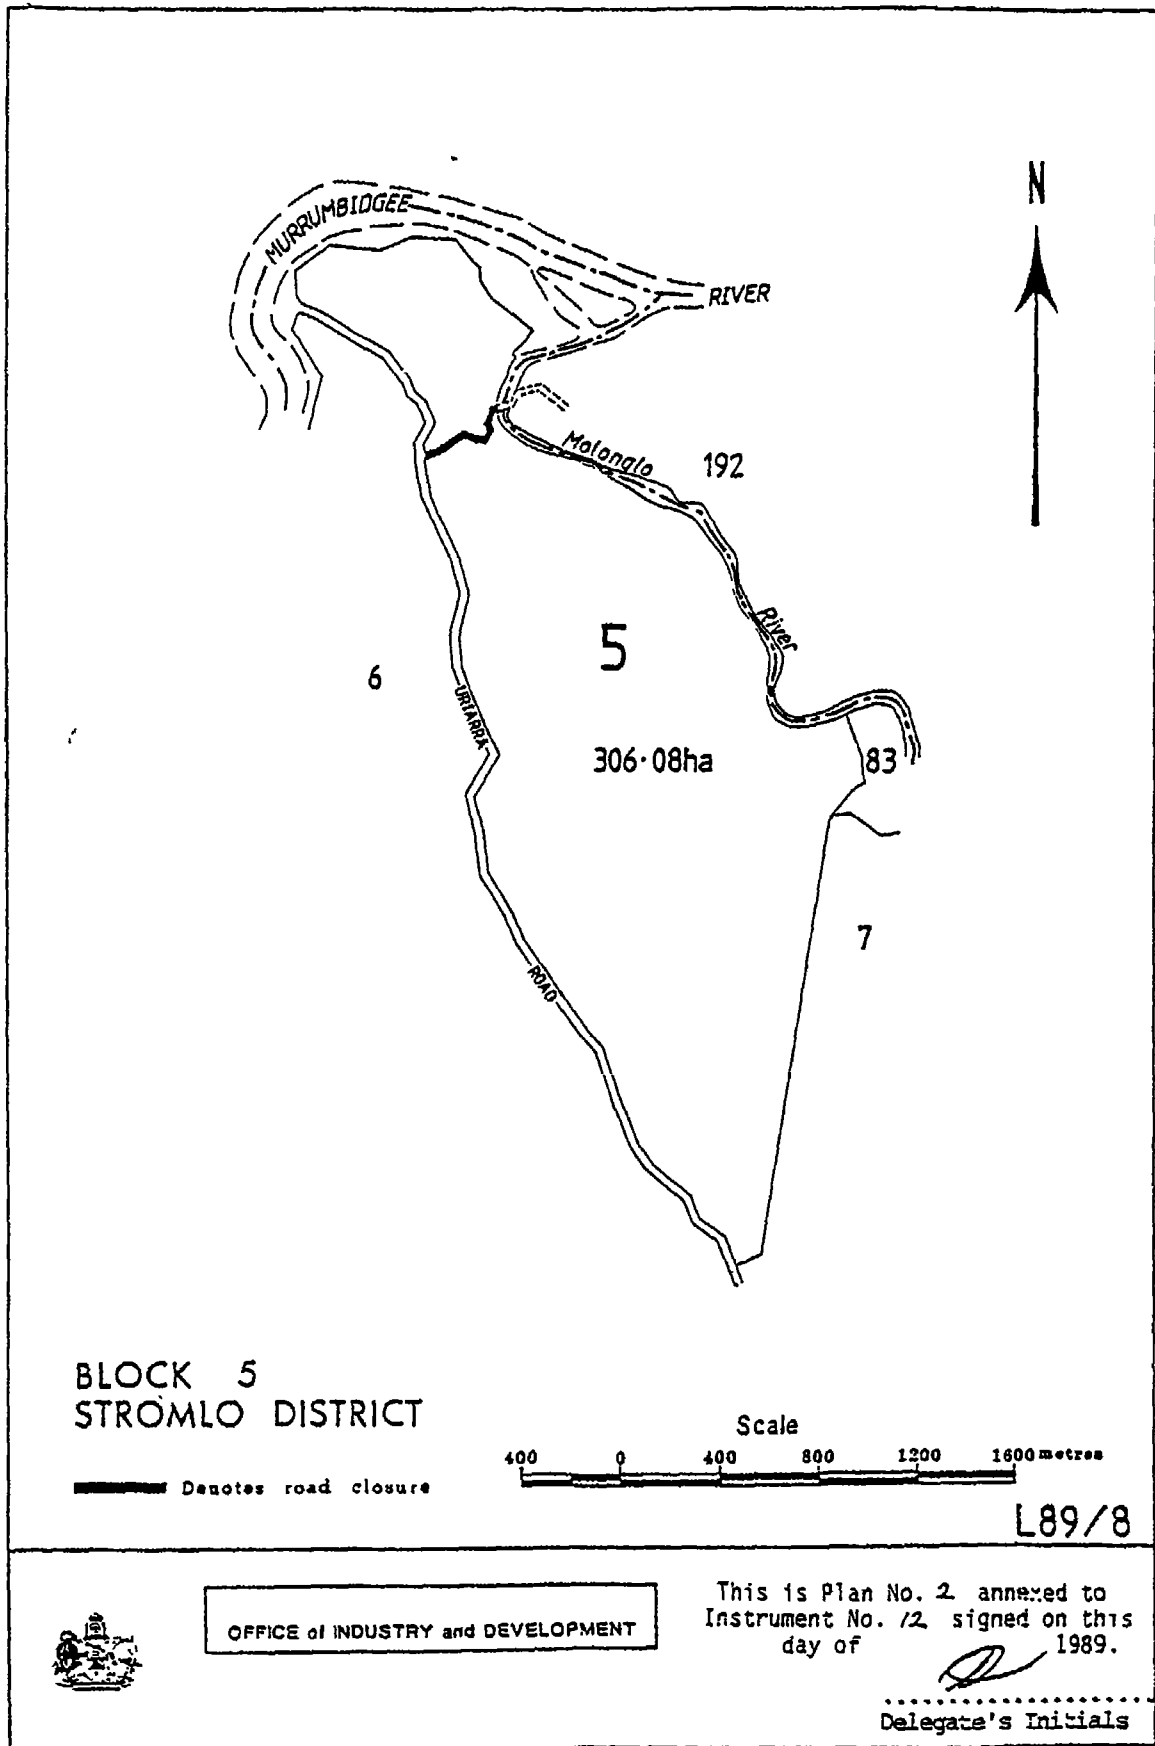 N
MURRUMBIDGEE
RIVER
Molonglo
192
River
5
6
URIARRA
306·08ha
83
7
ROAD
BLOCK 5
STROMLO DISTRICT
Scale
400 0 400 800 1200 1600 metres
Denotes road closure
L89/8
OFFICE of INDUSTRY and DEVELOPMENT
This is Plan No. 2 annexed to
Instrument No. 12 signed on this
day of 1989.
Delegate's Initials